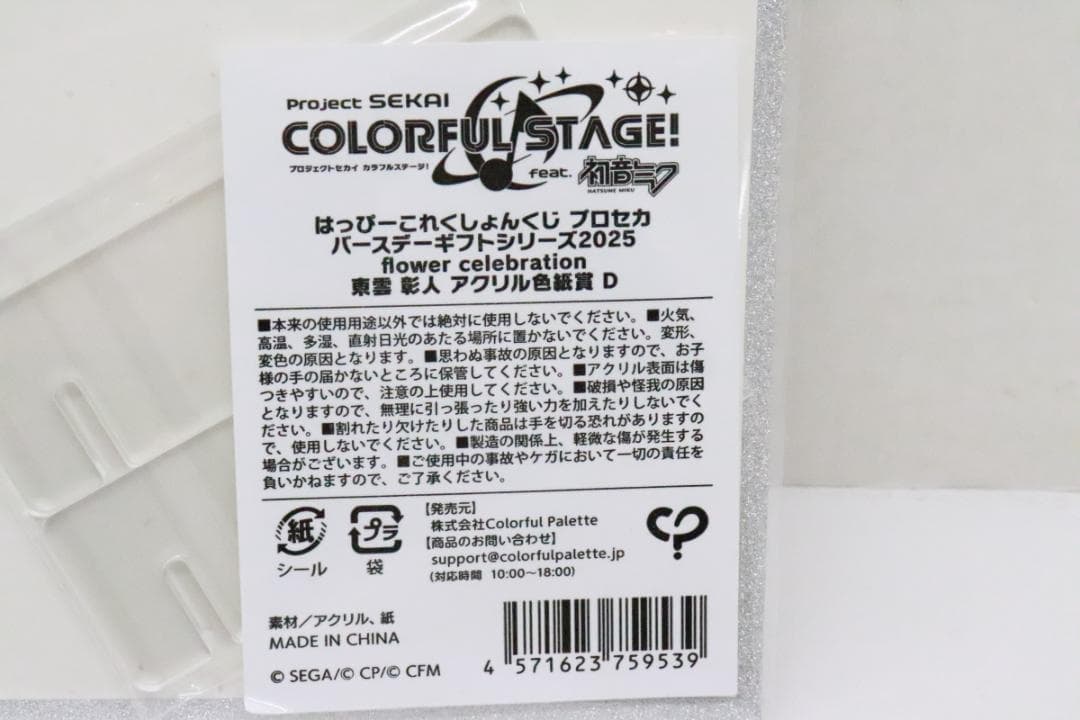 Project SEKAI
COLORFUL STAGE!
プロジェクトセカイ カラフルステージ!
feat. 初音ミク
HATSUNE MIKU
はっぴーこれくしょんくじ プロセカ
バースデーギフトシリーズ2025
flower celebration
東雲 彰人 アクリル色紙賞 D
■本来の使用用途以外では絶対に使用しないでください。■火気、
高温、多湿、直射日光のあたる場所に置かないでください。変形、
変色の原因となります。■思わぬ事故の原因となりますので、お子
様の手の届かないところに保管してください。■アクリル表面は傷
つきやすいので、注意の上使用してください。■破損や怪我の原因
となりますので、無理に引っ張ったり強い力を加えたりしないでく
ださい。■割れたり欠けたりした商品は手を切る恐れがありますの
で、使用しないでください。■製造の関係上、軽微な傷が発生する
場合がございます。■ご使用中の事故やケガにおいて一切の責任を
負いかねますので、ご了承ください。
紙
シール
プラ
袋
【発売元】
株式会社Colorful Palette
【商品のお問い合わせ】
support@colorfulpalette.jp
(対応時間 10:00~18:00)
CP
素材/アクリル、紙
MADE IN CHINA
© SEGA/© CP/© CFM
4 571623 759539